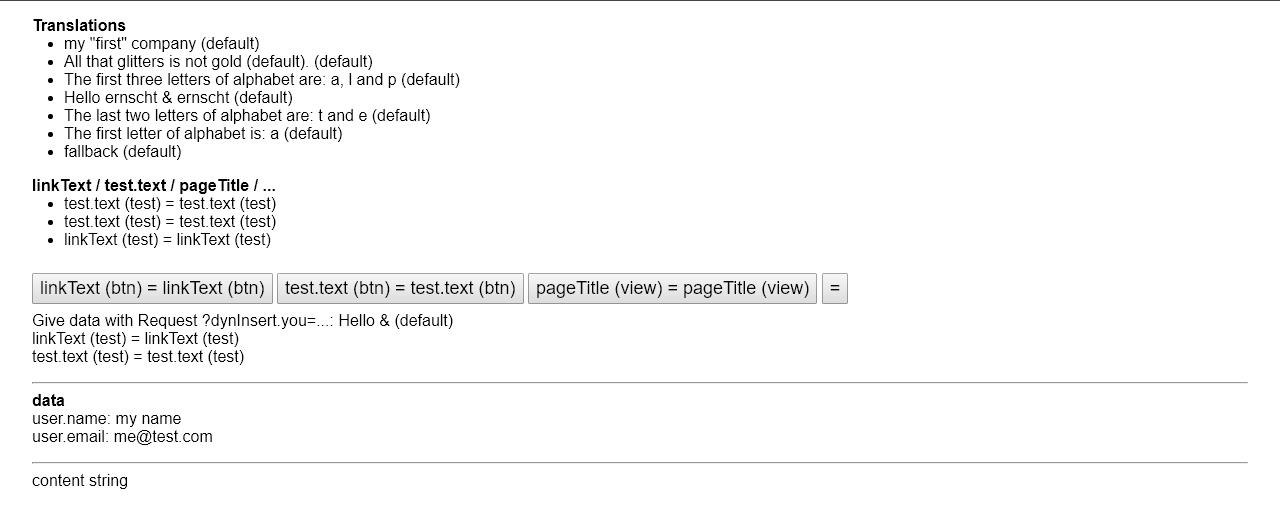 Translations
my "first" company (default)
All that glitters is not gold (default). (default)
The first three letters of alphabet are: a, l and p (default)
Hello ernscht & ernscht (default)
The last two letters of alphabet are: t and e (default)
The first letter of alphabet is: a (default)
fallback (default)
linkText / test.text / pageTitle / ...
test.text (test) = test.text (test)
test.text (test) = test.text (test)
linkText (test) = linkText (test)
linkText (btn) = linkText (btn) test.text (btn) = test.text (btn) pageTitle (view) = pageTitle (view) =
Give data with Request ?dynInsert.you=...: Hello & (default)
linkText (test) = linkText (test)
test.text (test) = test.text (test)
data
user.name: my name
user.email: me@test.com
content string